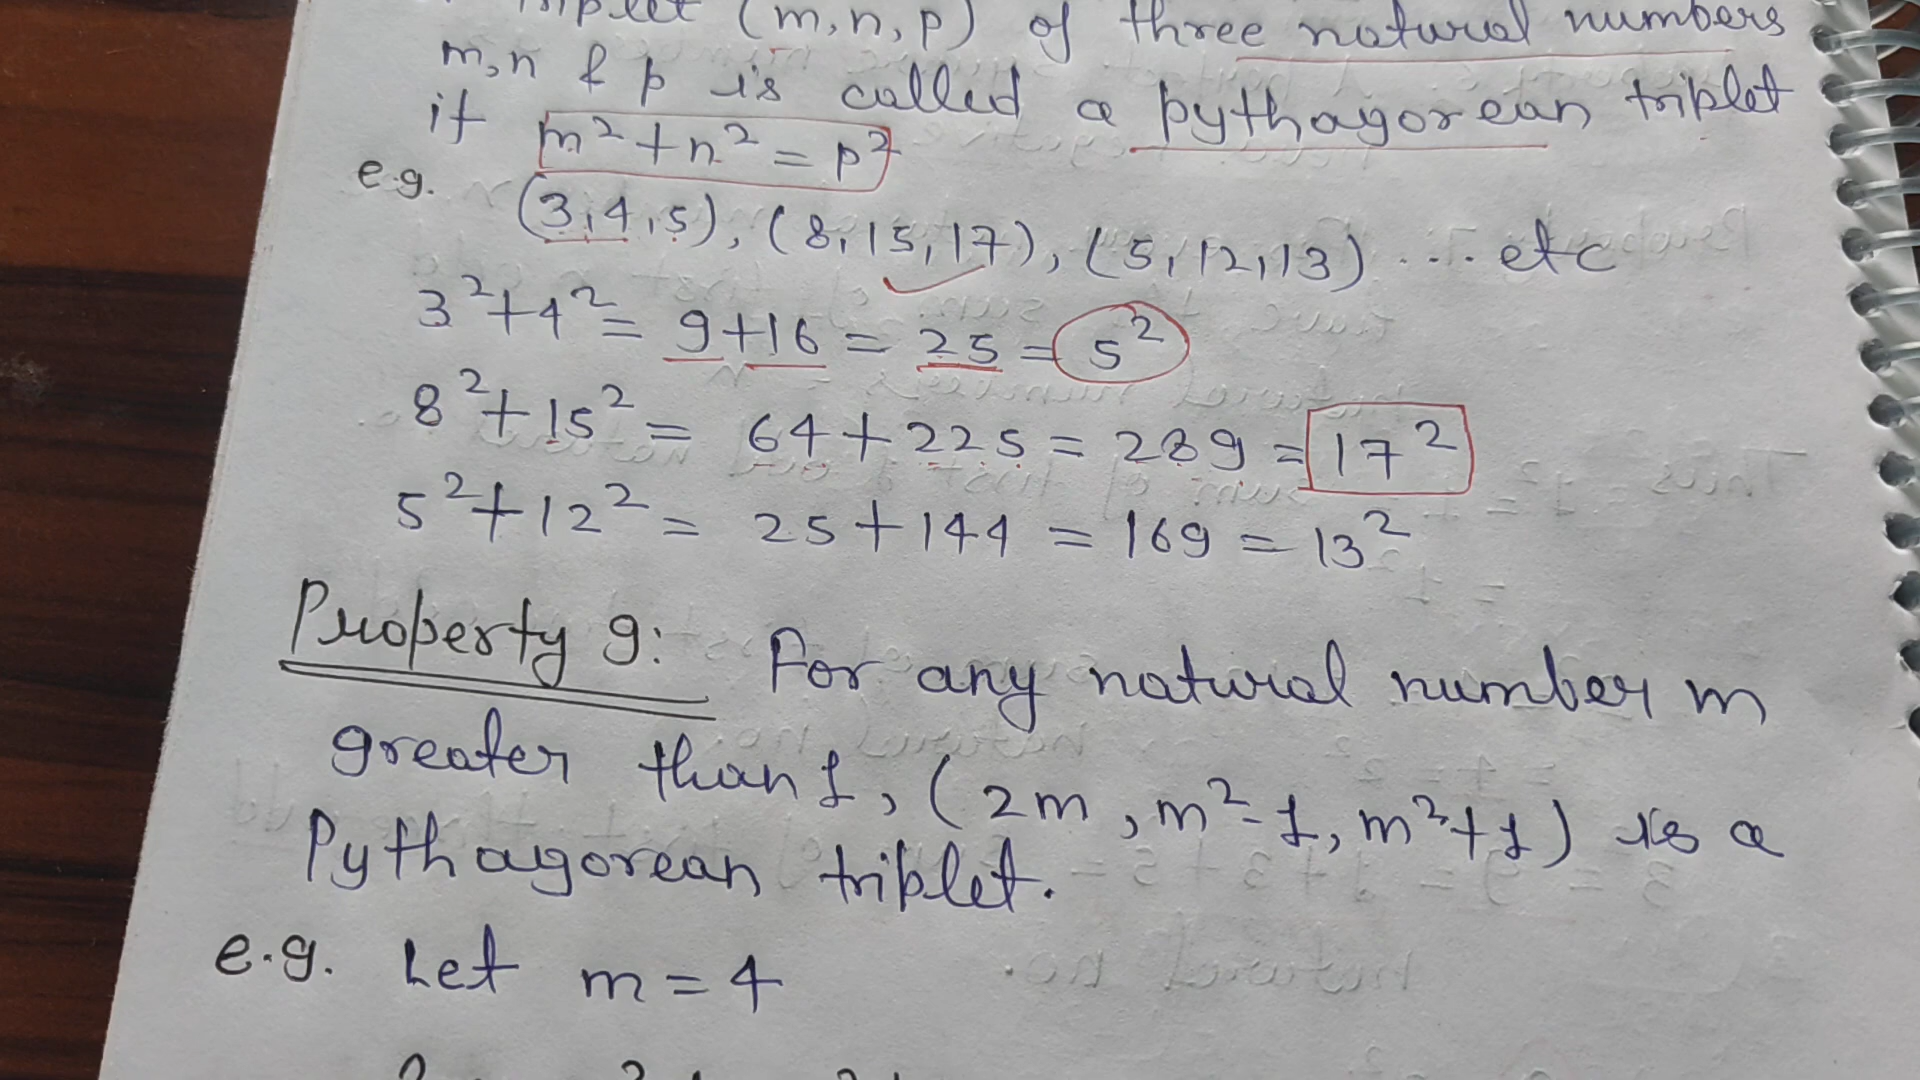 triplet (m,n,p) of three natural numbers
m,n & p is called a pythagorean triplet
if m²+n²=p²
e.g. (3,4,5), (8,15,17), (5,12,13) ... etc
3²+4²= 9+16 = 25 = 5²
8²+15² = 64+225 = 289 = 17²
5²+12² = 25+144 = 169 = 13²
Property 9: For any natural number m
greater than 1, (2m, m²-1, m²+1) is a
Pythagorean triplet.
e.g. Let m=4